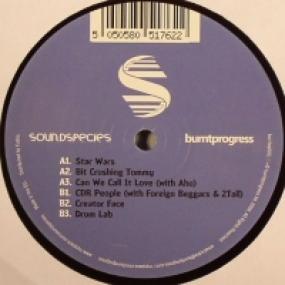 5 050580 517622
S
soundspecies
burntprogress
A1. Star Wars
A2. Bit Crushing Tommy
A3. Can We Call It Love (with Aho)
B1. CDR People (with Foreign Beggars & 2Tall)
B2. Creator Face
B3. Drum Lab